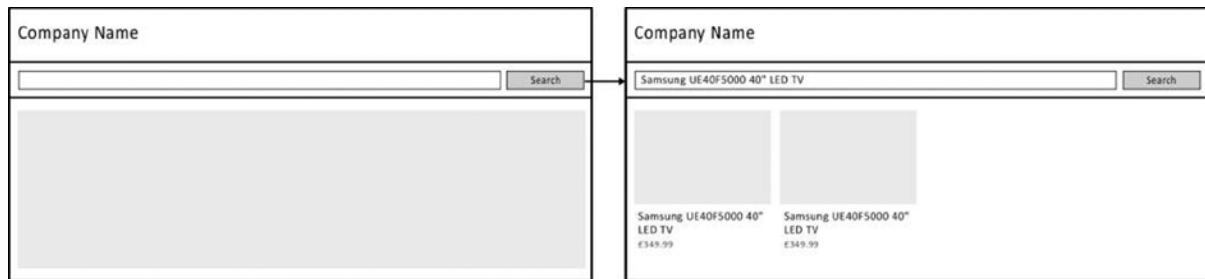 Company Name
Search
Company Name
Samsung UE40F5000 40" LED TV
Search
Samsung UE40F5000 40"
LED TV
£349.99
Samsung UE40F5000 40"
LED TV
£349.99